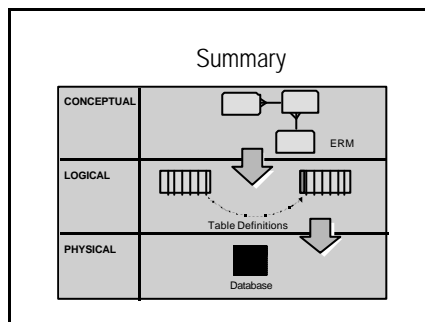 Summary
CONCEPTUAL
ERM
LOGICAL
Table Definitions
PHYSICAL
Database